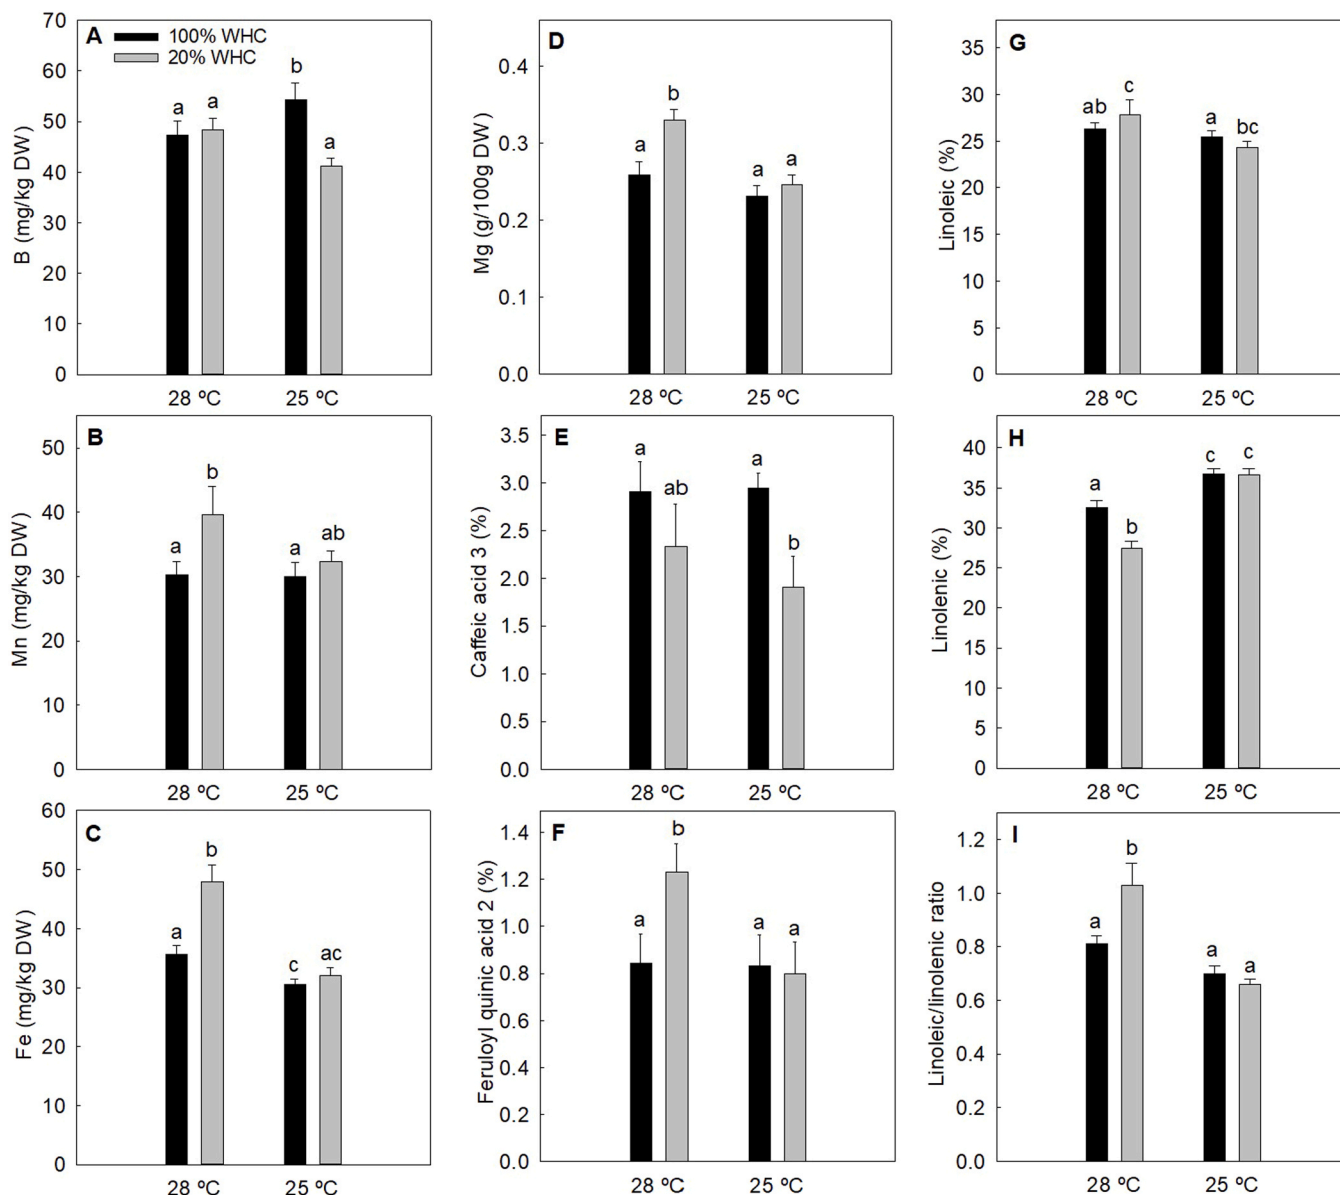 A
100% WHC
20% WHC
B (mg/kg DW)
70
60
50
40
30
20
10
0
a
a
b
a
28 ºC
25 ºC
D
Mg (g/100g DW)
0.4
0.3
0.2
0.1
0.0
a
b
a
a
28 ºC
25 ºC
G
Linoleic (%)
35
30
25
20
15
10
5
0
ab
c
a
bc
28 ºC
25 ºC
B
Mn (mg/kg DW)
50
40
30
20
10
0
a
b
a
ab
28 ºC
25 ºC
E
Caffeic acid 3 (%)
3.5
3.0
2.5
2.0
1.5
1.0
0.5
0.0
a
ab
a
b
28 ºC
25 ºC
H
Linolenic (%)
40
35
30
25
20
15
10
5
0
a
b
c
c
28 ºC
25 ºC
C
Fe (mg/kg DW)
60
50
40
30
20
10
0
a
b
c
ac
28 ºC
25 ºC
F
Feruloyl quinic acid 2 (%)
1.4
1.2
1.0
0.8
0.6
0.4
0.2
0.0
a
b
a
a
28 ºC
25 ºC
I
Linoleic/linolenic ratio
1.2
1.0
0.8
0.6
0.4
0.2
0.0
a
b
a
a
28 ºC
25 ºC